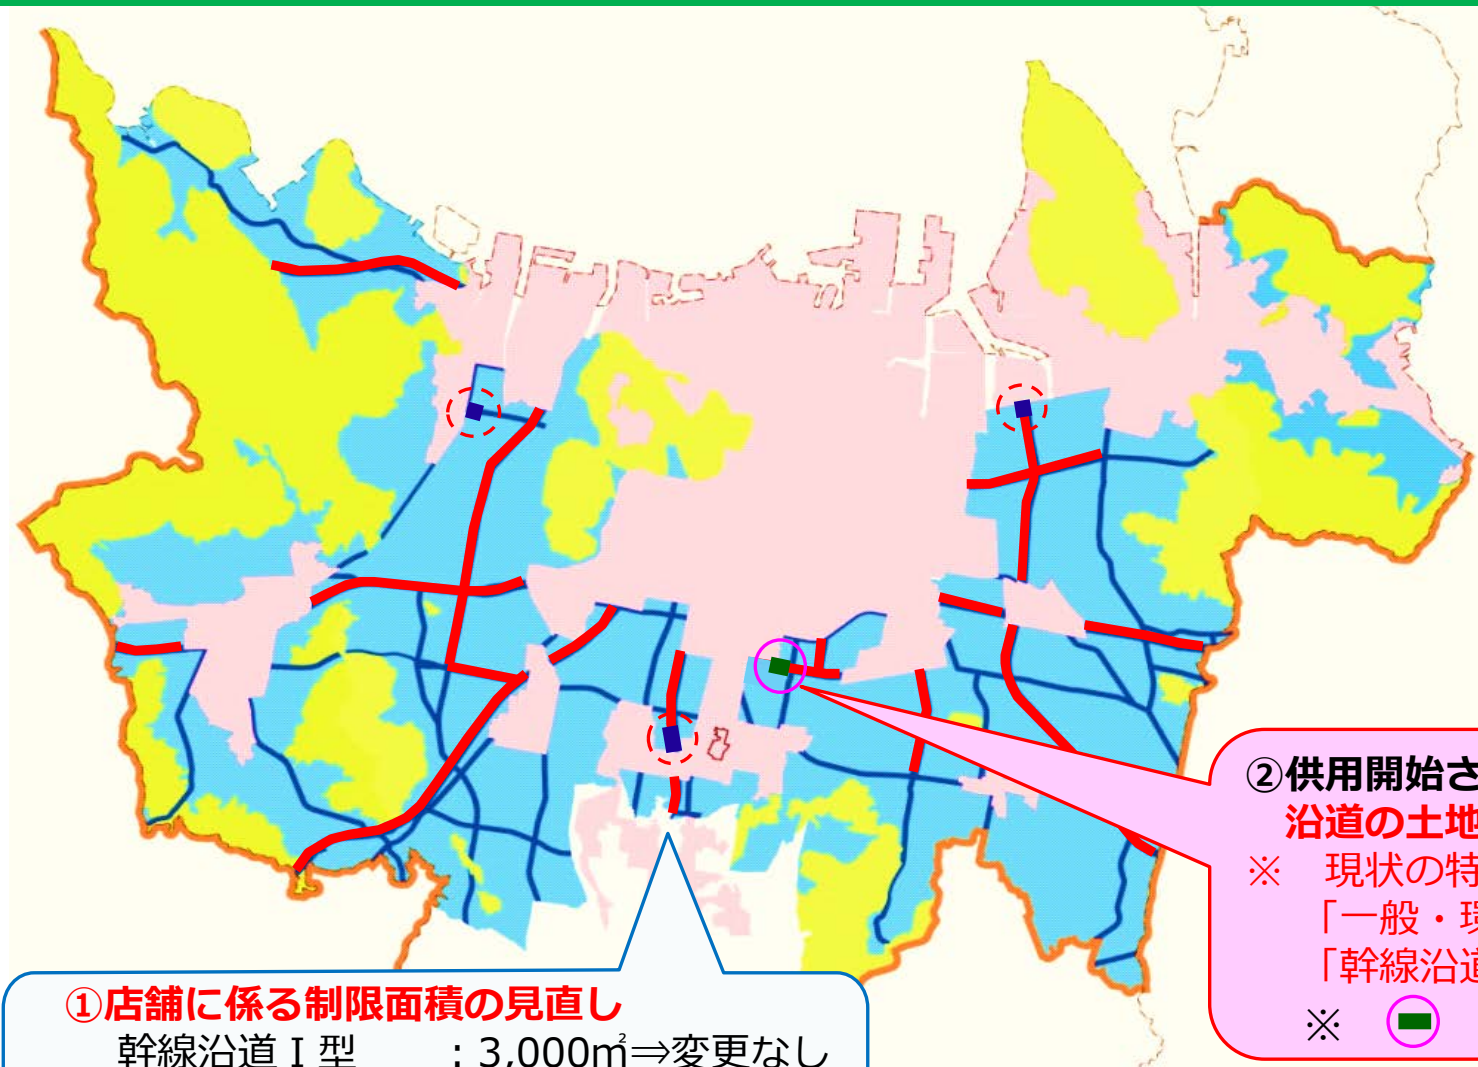 ①店舗に係る制限面積の見直し
幹線沿道Ⅰ型　　：3,000㎡⇒変更なし
②供用開始さ
沿道の土地
※　現状の特
「一般・環
「幹線沿道
※